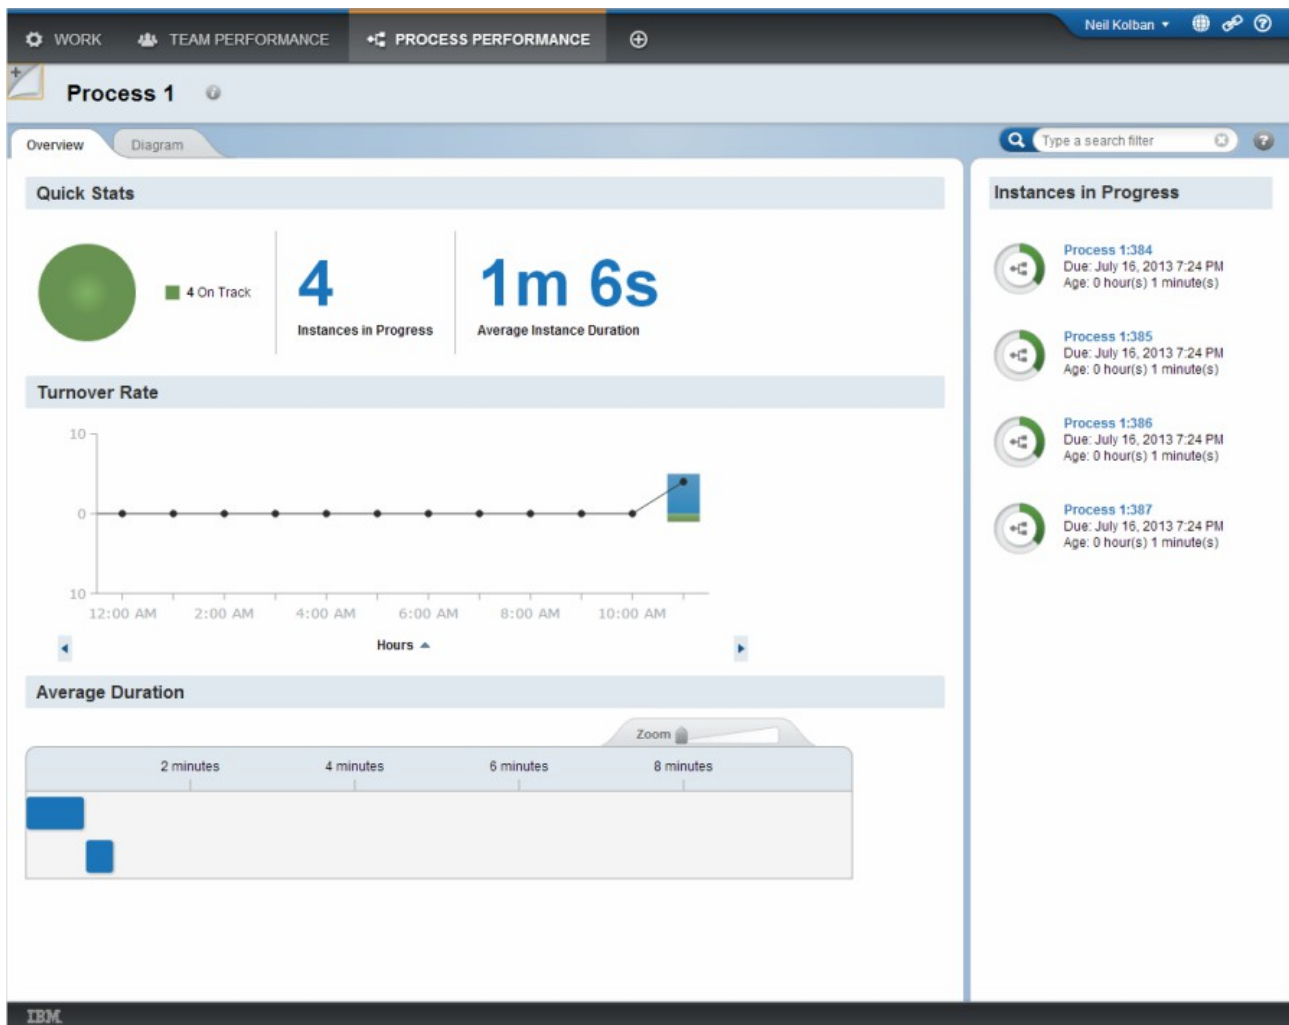 WORK TEAM PERFORMANCE PROCESS PERFORMANCE Neil Kolban
Process 1
Overview Diagram Type a search filter
Quick Stats
4 On Track
4
Instances in Progress
1m 6s
Average Instance Duration
Turnover Rate
10
0
10
12:00 AM 2:00 AM 4:00 AM 6:00 AM 8:00 AM 10:00 AM
Hours
Average Duration
Zoom
2 minutes 4 minutes 6 minutes 8 minutes
Instances in Progress
Process 1:384
Due: July 16, 2013 7:24 PM
Age: 0 hour(s) 1 minute(s)
Process 1:385
Due: July 16, 2013 7:24 PM
Age: 0 hour(s) 1 minute(s)
Process 1:386
Due: July 16, 2013 7:24 PM
Age: 0 hour(s) 1 minute(s)
Process 1:387
Due: July 16, 2013 7:24 PM
Age: 0 hour(s) 1 minute(s)
IBM